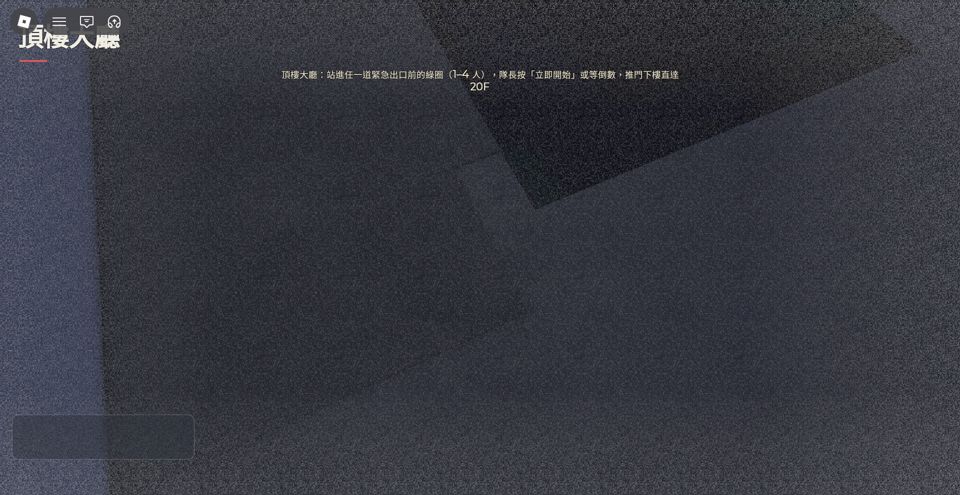 頂樓大廳
頂樓大廳：站進任一道緊急出口前的綠圈（1–4 人），隊長按「立即開始」或等倒數，推門下樓直達
20F